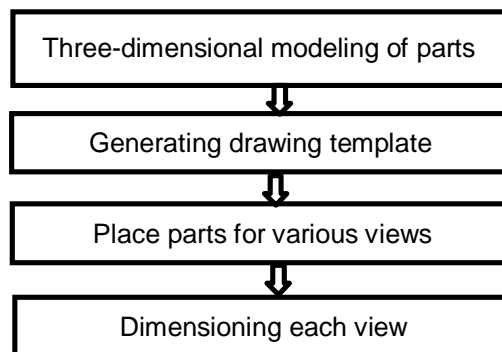 Three-dimensional modeling of parts
Generating drawing template
Place parts for various views
Dimensioning each view